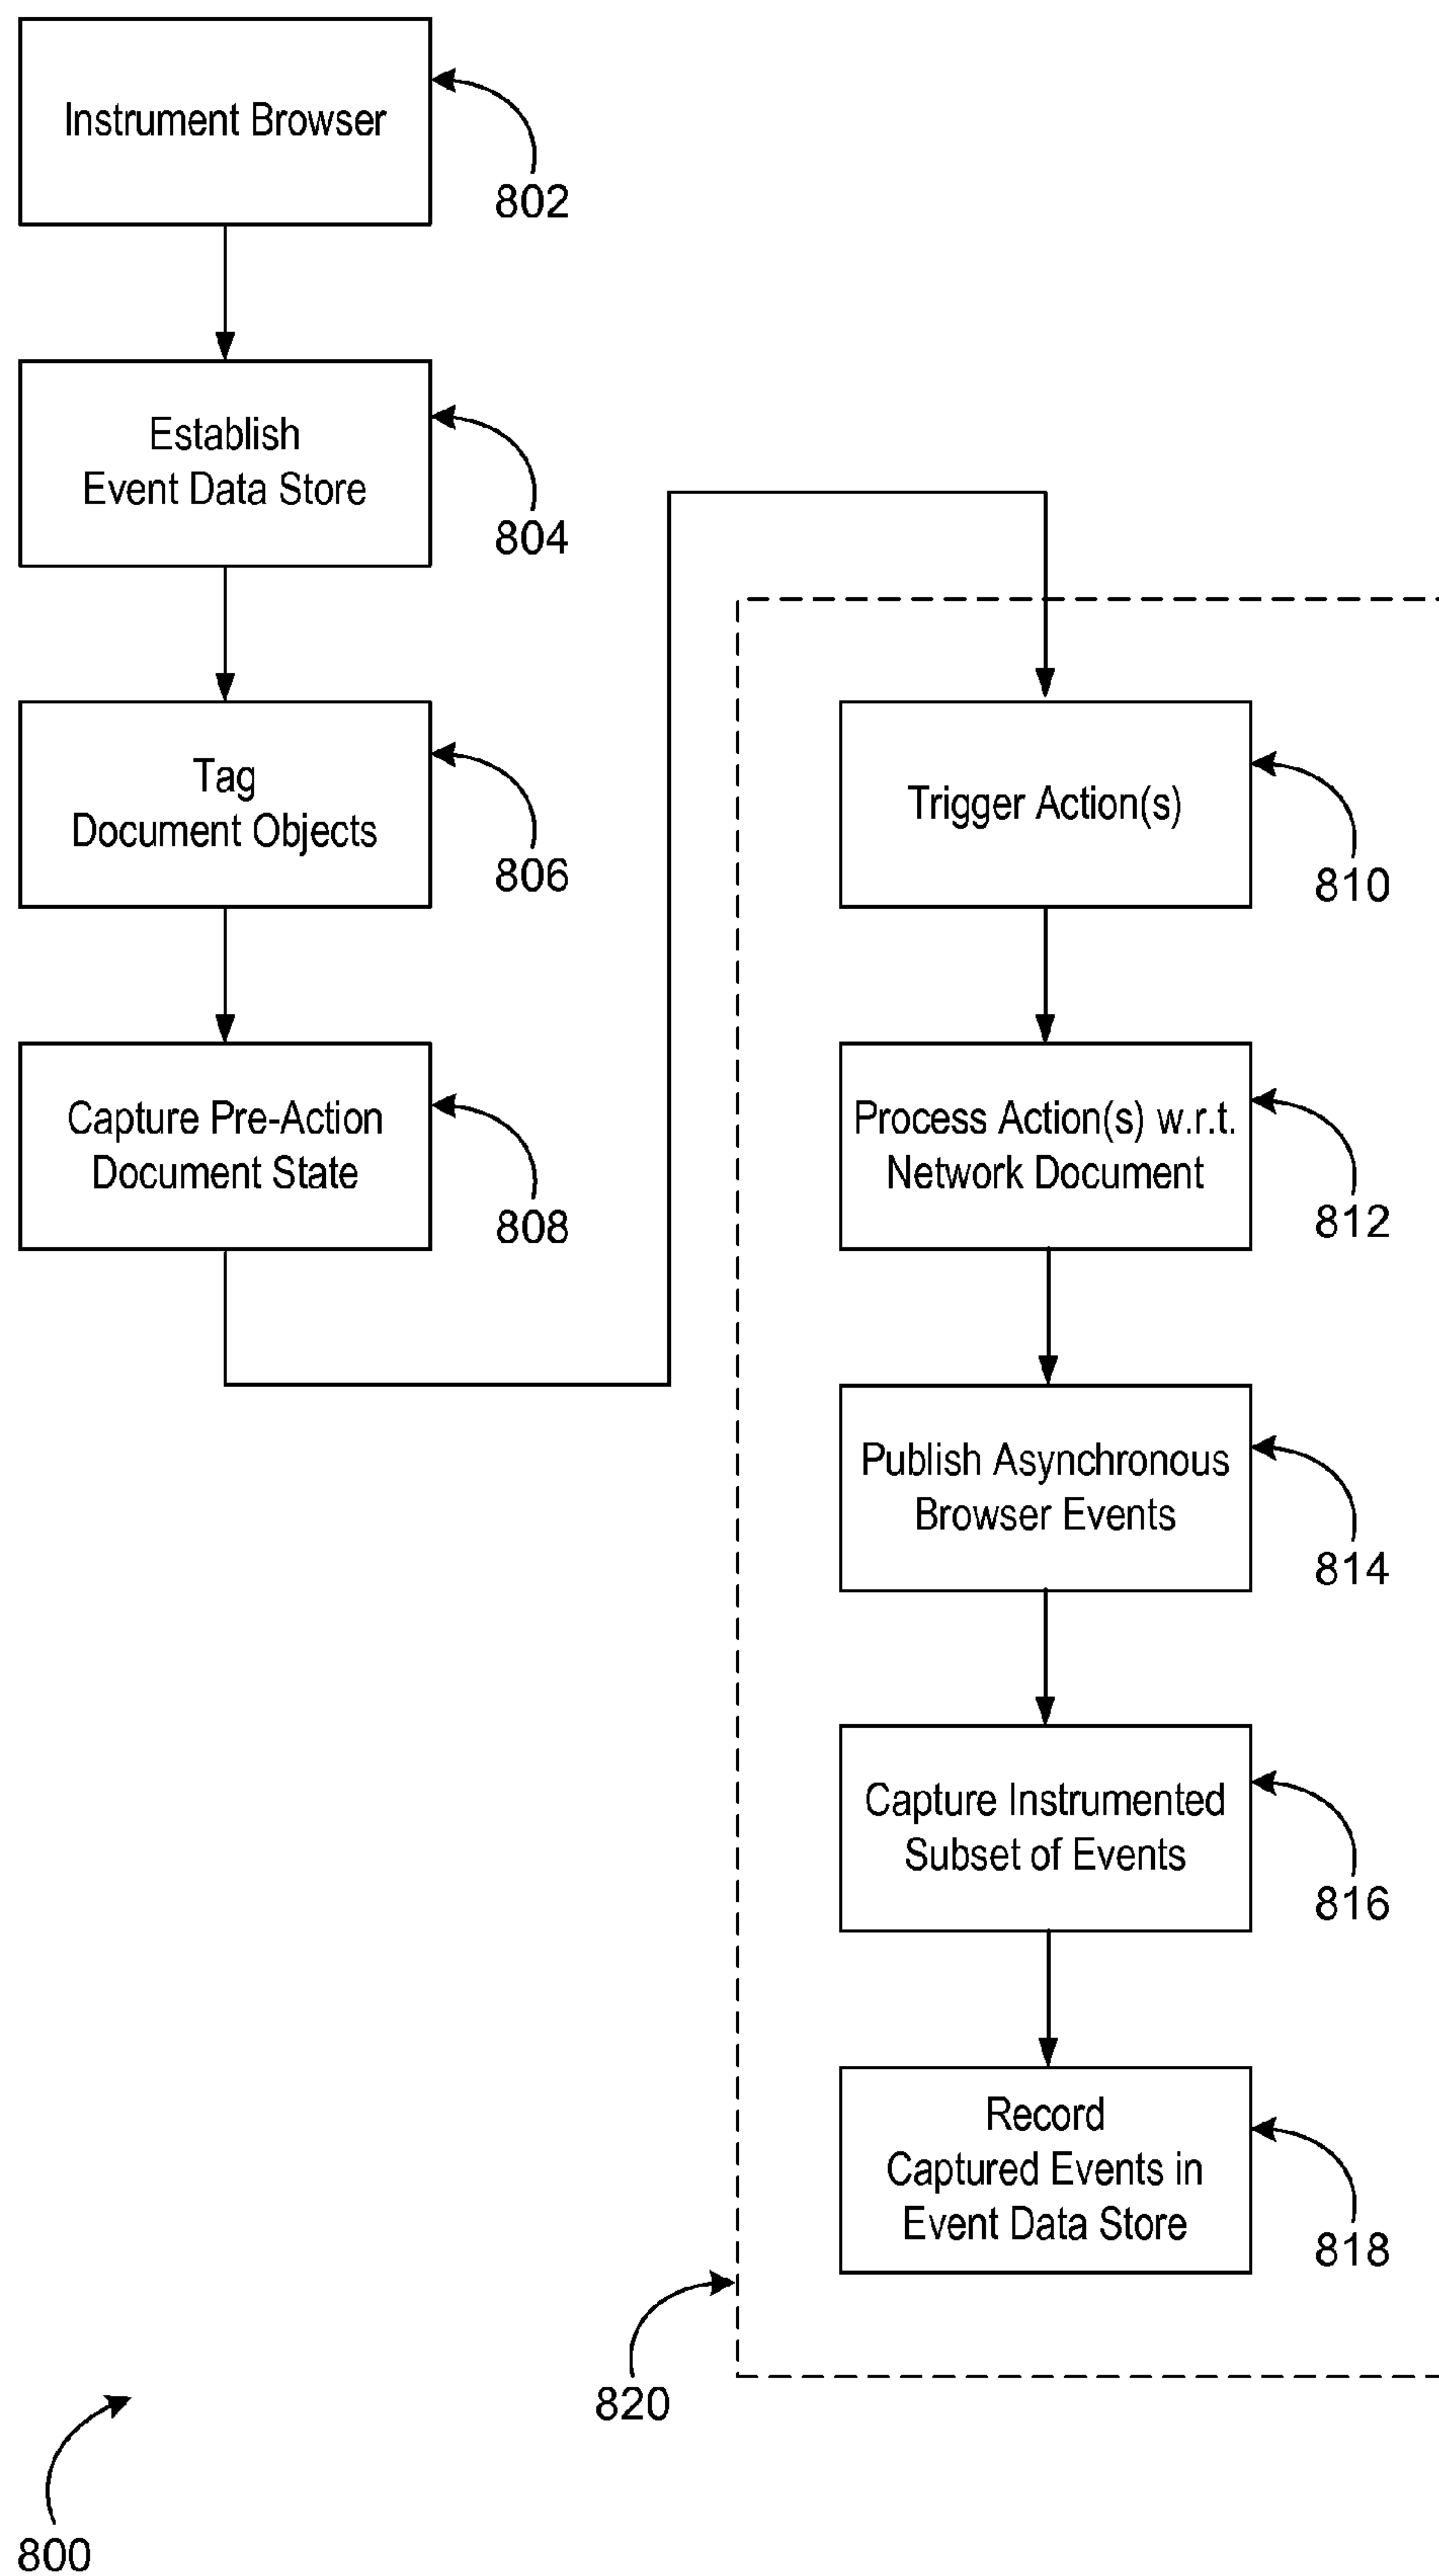 Instrument Browser
802
Establish
Event Data Store
804
Tag
Document Objects
806
Capture Pre-Action
Document State
808
Trigger Action(s)
810
Process Action(s) w.r.t.
Network Document
812
Publish Asynchronous
Browser Events
814
Capture Instrumented
Subset of Events
816
Record
Captured Events in
Event Data Store
818
820
800